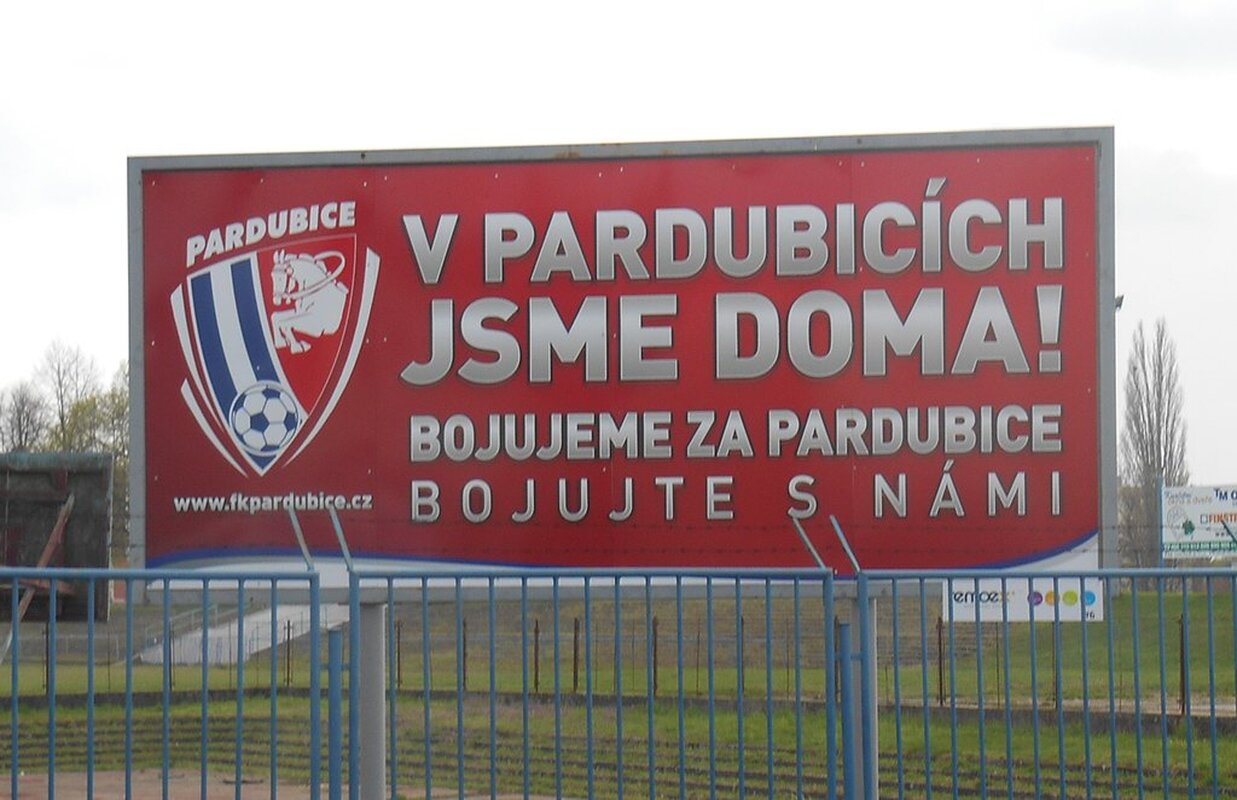 PARDUBICE
V PARDUBICÍCH
JSME DOMA!
BOJUJEME ZA PARDUBICE
BOJUJTE S NÁMI
www.fkpardubice.cz